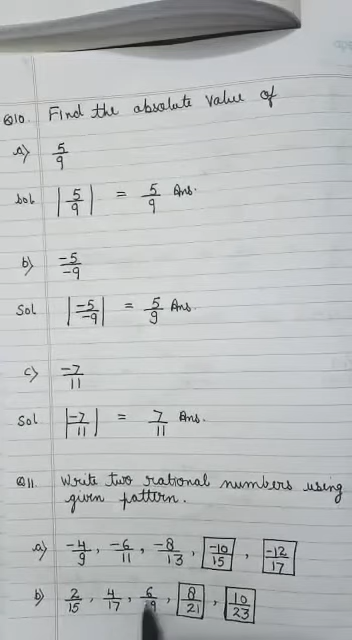 Q10. Find the absolute value of
a) 5/9
Sol |5/9| = 5/9 Ans.
b) -5/-9
Sol |-5/-9| = 5/9 Ans.
c) -7/11
Sol |-7/11| = 7/11 Ans.
Q11 Write two rational numbers using
given pattern.
a) -4/9, -6/11, -8/13, -10/15, -12/17
b) 2/15, 4/17, 6/19, 8/21, 10/23